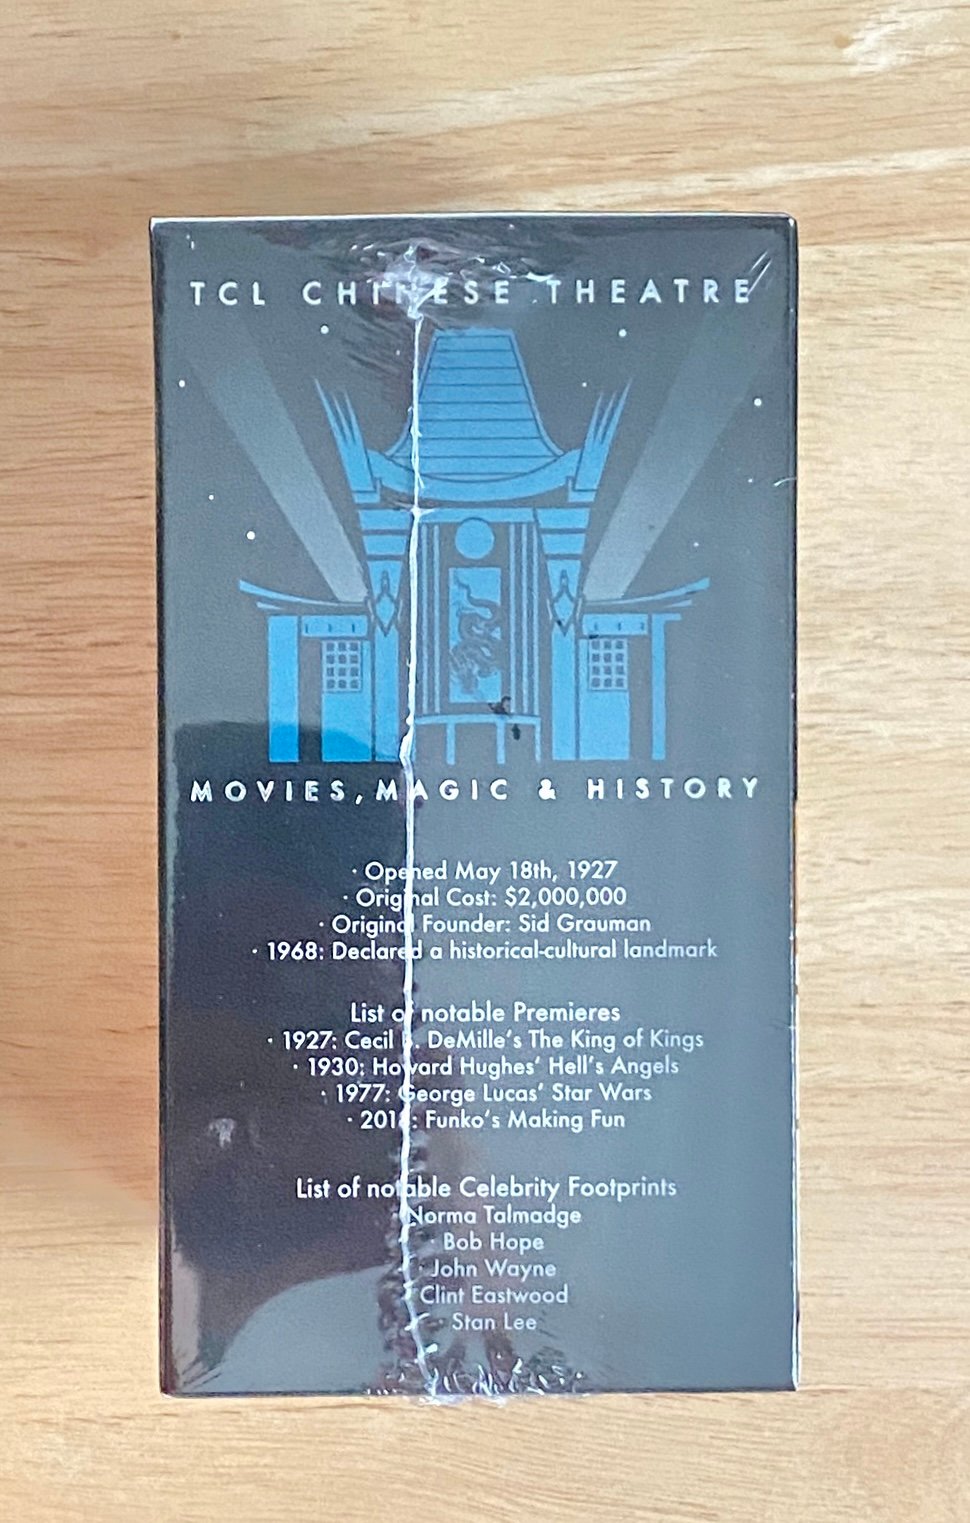 TCL CHINESE THEATRE
MOVIES, MAGIC & HISTORY
· Opened May 18th, 1927
· Original Cost: $2,000,000
· Original Founder: Sid Grauman
· 1968: Declared a historical-cultural landmark
List of notable Premieres
· 1927: Cecil B. DeMille's The King of Kings
· 1930: Howard Hughes' Hell's Angels
· 1977: George Lucas' Star Wars
· 2018: Funko's Making Fun
List of notable Celebrity Footprints
· Norma Talmadge
· Bob Hope
· John Wayne
· Clint Eastwood
· Stan Lee